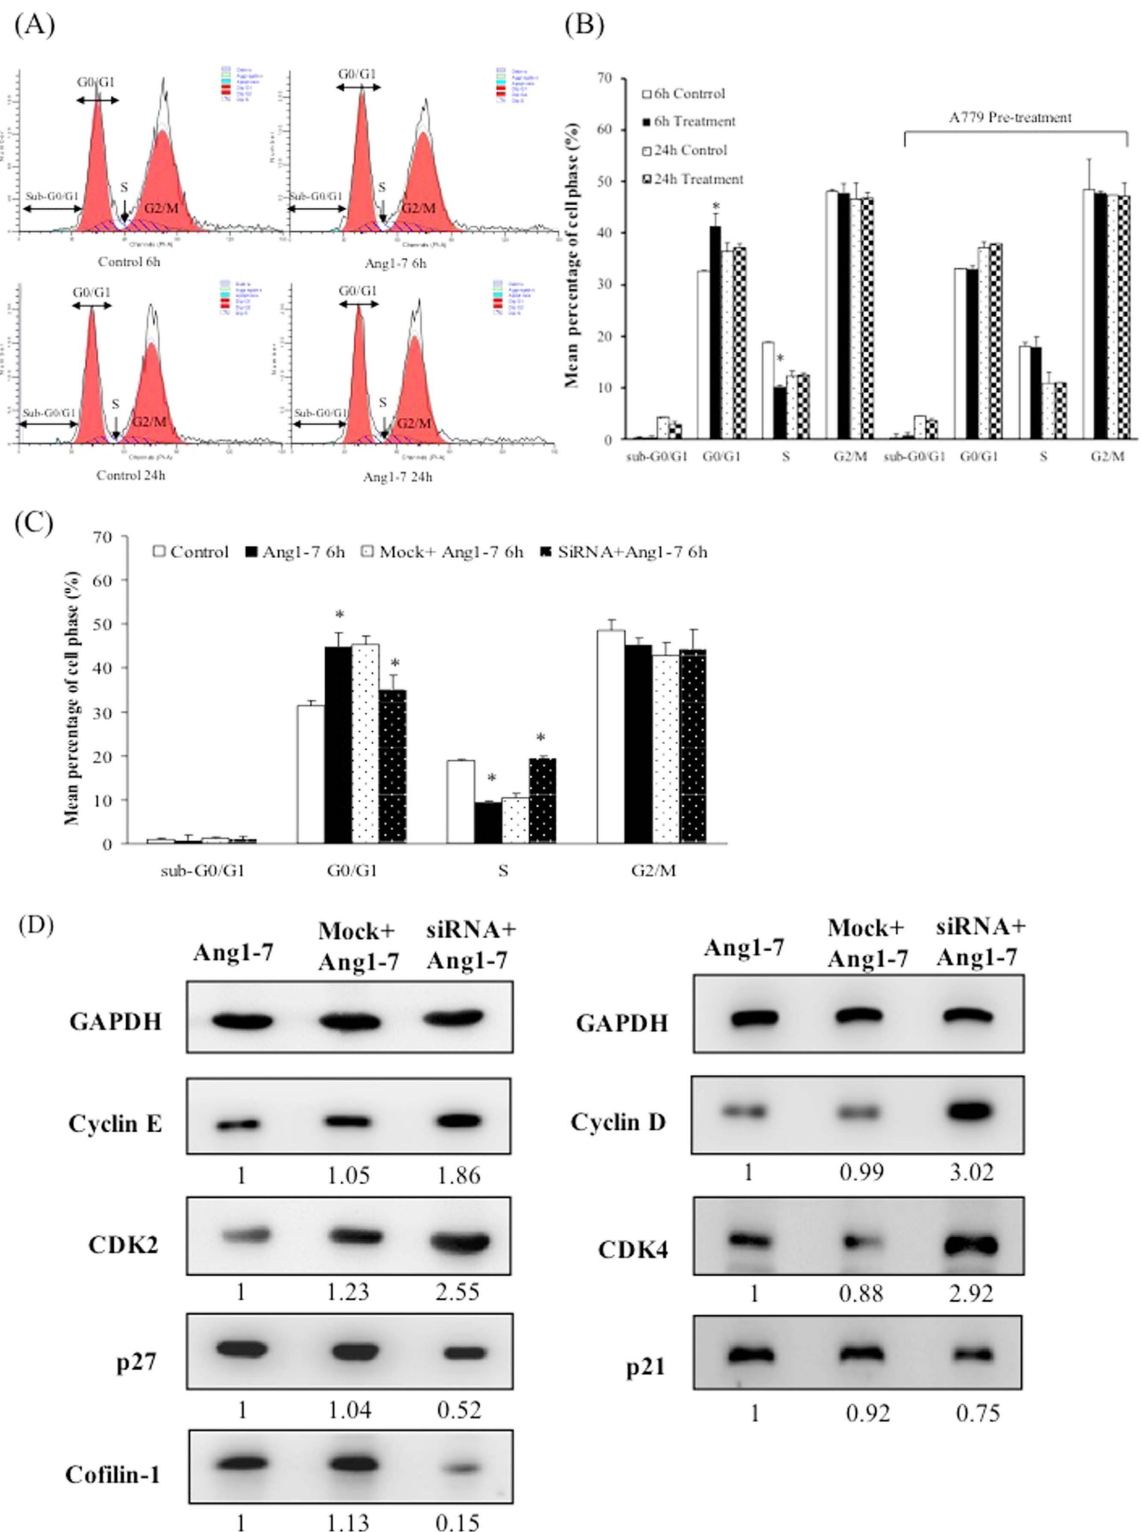 (A)
G0/G1
Sub-G0/G1
S
G2/M
Control 6h
G0/G1
Sub-G0/G1
S
G2/M
Ang1-7 6h
G0/G1
Sub-G0/G1
S
G2/M
Control 24h
G0/G1
Sub-G0/G1
S
G2/M
Ang1-7 24h
(B)
Mean percentage of cell phase (%)
70
60
50
40
30
20
10
0
6h Contrrol
6h Treatment
24h Control
24h Treatment
A779 Pre-treatment
*
*
sub-G0/G1 G0/G1 S G2/M sub-G0/G1 G0/G1 S G2/M
(C)
Mean percentage of cell phase (%)
70
60
50
40
30
20
10
0
Control Ang1-7 6h Mock+ Ang1-7 6h SiRNA+Ang1-7 6h
*
*
*
*
sub-G0/G1 G0/G1 S G2/M
(D)
Ang1-7 Mock+ Ang1-7 siRNA+ Ang1-7
GAPDH
Cyclin E
1 1.05 1.86
CDK2
1 1.23 2.55
p27
1 1.04 0.52
Cofilin-1
1 1.13 0.15
Ang1-7 Mock+ Ang1-7 siRNA+ Ang1-7
GAPDH
Cyclin D
1 0.99 3.02
CDK4
1 0.88 2.92
p21
1 0.92 0.75